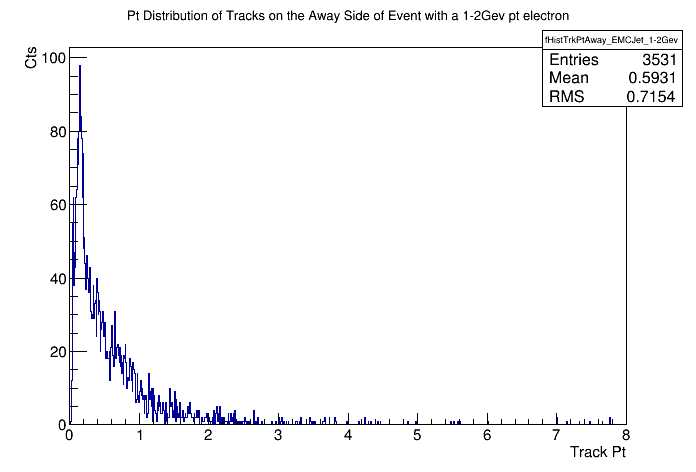 Pt Distribution of Tracks on the Away Side of Event with a 1-2Gev pt electron
fHistTrkPtAway_EMCJet_1-2Gev
Entries 3531
Mean 0.5931
RMS 0.7154
Cts
100
80
60
40
20
0
0 1 2 3 4 5 6 7 8
Track Pt